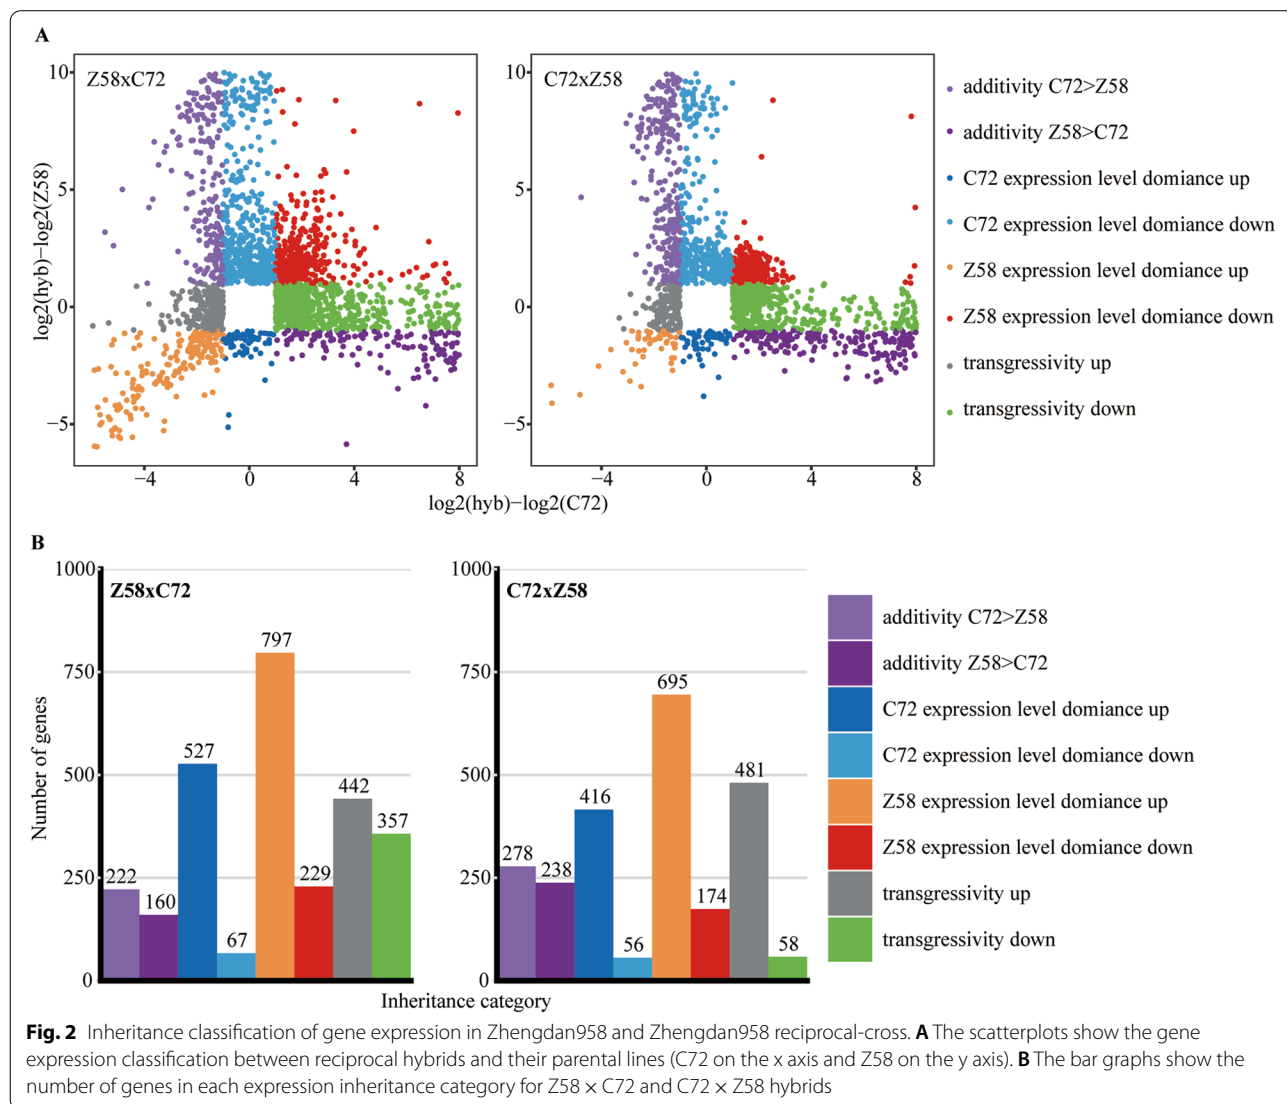 A
Z58xC72
C72xZ58
10
5
0
−5
10
5
0
−5
log2(hyb)−log2(Z58)
−4
0
4
8
−4
0
4
8
log2(hyb)−log2(C72)
additivity C72>Z58
additivity Z58>C72
C72 expression level domiance up
C72 expression level domiance down
Z58 expression level domiance up
Z58 expression level domiance down
transgressivity up
transgressivity down
B
Z58xC72
1000
750
500
250
0
Number of genes
222
160
527
67
797
229
442
357
C72xZ58
1000
750
500
250
0
278
238
416
56
695
174
481
58
Inheritance category
additivity C72>Z58
additivity Z58>C72
C72 expression level domiance up
C72 expression level domiance down
Z58 expression level domiance up
Z58 expression level domiance down
transgressivity up
transgressivity down
Fig. 2 Inheritance classification of gene expression in Zhengdan958 and Zhengdan958 reciprocal-cross. A The scatterplots show the gene
expression classification between reciprocal hybrids and their parental lines (C72 on the x axis and Z58 on the y axis). B The bar graphs show the
number of genes in each expression inheritance category for Z58 × C72 and C72 × Z58 hybrids